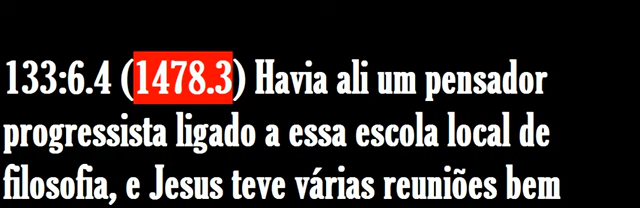 133:6.4 (1478.3) Havia ali um pensador
progressista ligado a essa escola local de
filosofia, e Jesus teve várias reuniões bem